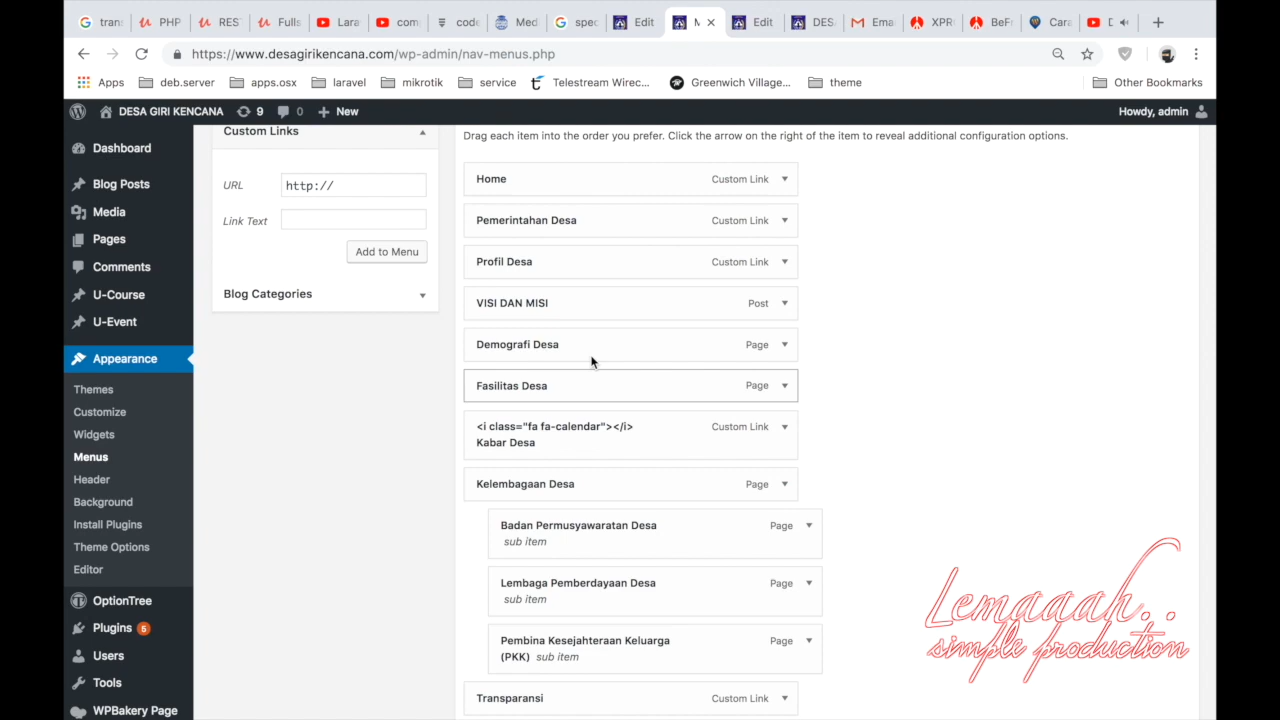 tran:
PHP
RES
Fulls
Lara
com
code
Med
spec
Edit
Edit
DES
Ema
XPR
BeFr
Cara
D
https://www.desagirikencana.com/wp-admin/nav-menus.php
Apps
deb.server
apps.osx
laravel
mikrotik
service
Telestream Wirec...
Greenwich Village...
theme
Other Bookmarks
DESA GIRI KENCANA
9
0
New
Howdy, admin
Dashboard
Blog Posts
Media
Pages
Comments
U-Course
U-Event
Appearance
Themes
Customize
Widgets
Menus
Header
Background
Install Plugins
Theme Options
Editor
OptionTree
Plugins 5
Users
Tools
WPBakery Page
Custom Links
URL http://
Link Text
Add to Menu
Blog Categories
Drag each item into the order you prefer. Click the arrow on the right of the item to reveal additional configuration options.
Home Custom Link
Pemerintahan Desa Custom Link
Profil Desa Custom Link
VISI DAN MISI Post
Demografi Desa Page
Fasilitas Desa Page
<i class="fa fa-calendar"></i> Custom Link
Kabar Desa
Kelembagaan Desa Page
Badan Permusyawaratan Desa Page
sub item
Lembaga Pemberdayaan Desa Page
sub item
Pembina Kesejahteraan Keluarga Page
(PKK) sub item
Transparansi Custom Link
Lemaaah..
simple production